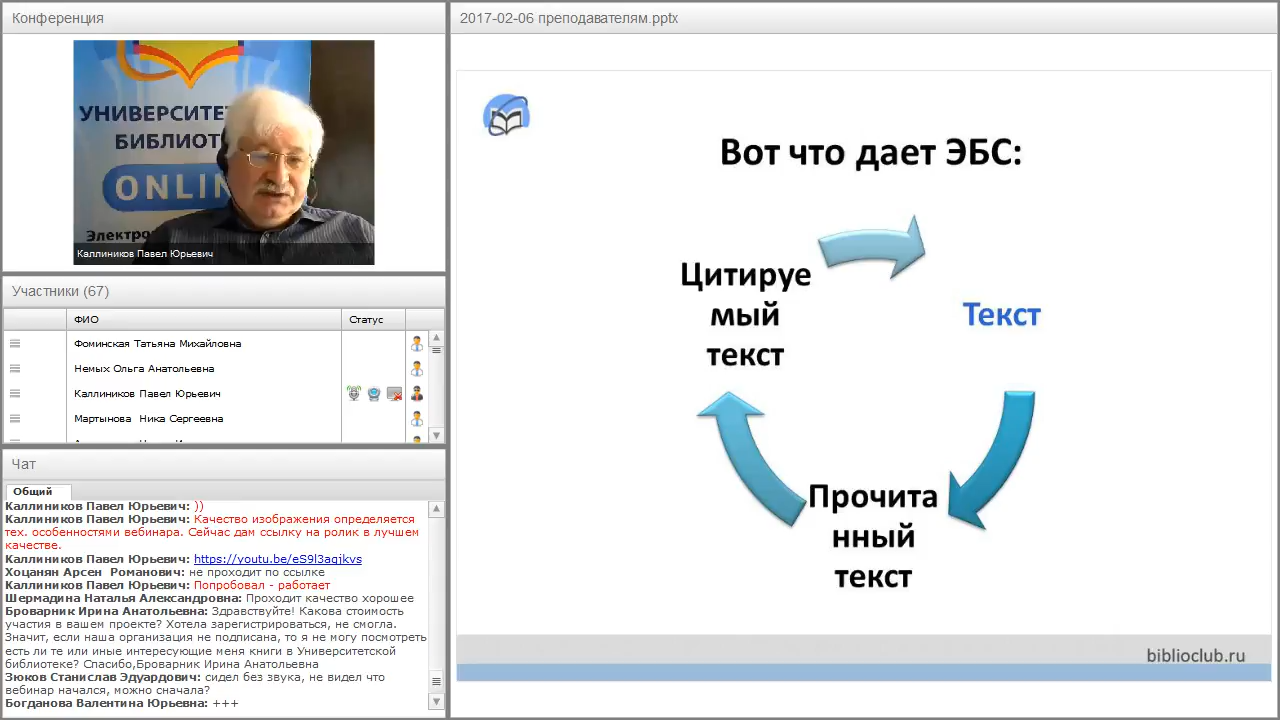 Конференция
УНИВЕРСИТЕ
БИБЛИОТ
ONLIN
Электро
Каллиников Павел Юрьевич
Участники (67)
ФИО
Статус
Фоминская Татьяна Михайловна
Немых Ольга Анатольевна
Каллиников Павел Юрьевич
Мартынова Ника Сергеевна
Чат
Общий
Каллиников Павел Юрьевич: ))
Каллиников Павел Юрьевич: Качество изображения определяется
тех. особенностями вебинара. Сейчас дам ссылку на ролик в лучшем
качестве.
Каллиников Павел Юрьевич: https://youtu.be/eS9l3aqjkvs
Хоцанян Арсен Романович: не проходит по ссылке
Каллиников Павел Юрьевич: Попробовал - работает
Шермадина Наталья Александровна: Проходит качество хорошее
Броварник Ирина Анатольевна: Здравствуйте! Какова стоимость
участия в вашем проекте? Хотела зарегистрироваться, не смогла.
Значит, если наша организация не подписана, то я не могу посмотреть
есть ли те или иные интересующие меня книги в Университетской
библиотеке? Спасибо,Броварник Ирина Анатольевна
Зюков Станислав Эдуардович: сидел без звука, не видел что
вебинар начался, можно сначала?
Богданова Валентина Юрьевна: +++
2017-02-06 преподавателям.pptx
Вот что дает ЭБС:
Цитируе
мый
текст
Текст
Прочита
нный
текст
biblioclub.ru